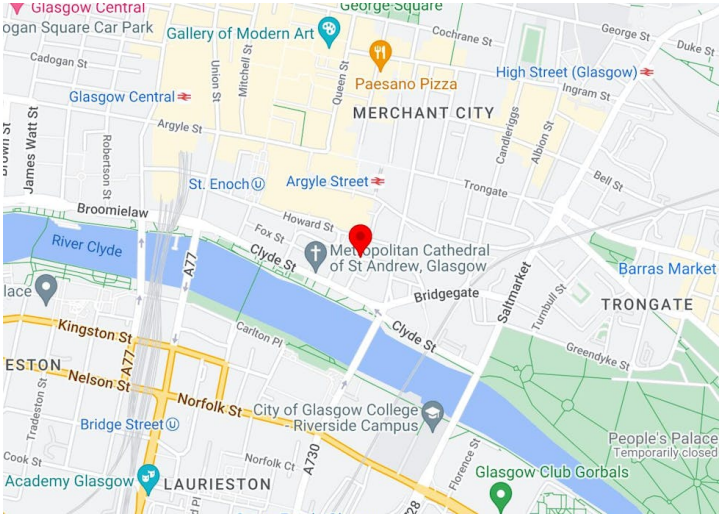 Glasgow Central
George Square
ogan Square Car Park
Gallery of Modern Art
Cochrane St
George St
Duke St
Cadogan St
Union St
Mitchell St
Queen St
Paesano Pizza
High Street (Glasgow)
Ingram St
Glasgow Central
MERCHANT CITY
Candleriggs
Albion St
James Watt St
Brown St
Robertson St
Argyle St
St. Enoch
Argyle Street
Trongate
Bell St
Broomielaw
Howard St
Fox St
River Clyde
Clyde St
Metropolitan Cathedral
of St Andrew, Glasgow
Barras Market
A77
lace
Bridgegate
Saltmarket
Turnbull St
TRONGATE
Kingston St
Carlton Pl
Clyde St
Greendyke St
ESTON
A77
Nelson St
Norfolk St
Tradeston St
City of Glasgow College
- Riverside Campus
Bridge Street
People's Palace
Temporarily closed
Cook St
Norfolk Ct
A730
Florence St
Academy Glasgow
LAURIESTON
Glasgow Club Gorbals
d Pl
28